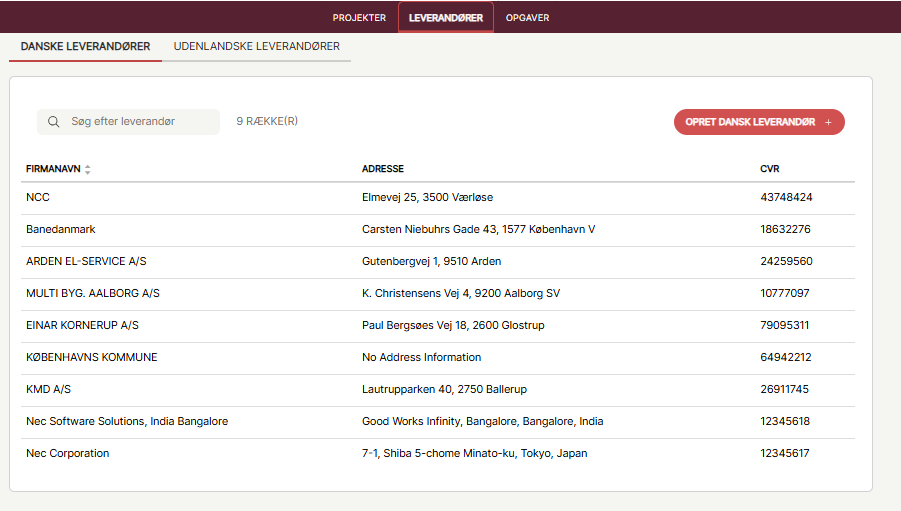 PROJEKTER LEVERANDØRER OPGAVER
DANSKE LEVERANDØRER UDENLANDSKE LEVERANDØRER
Søg efter leverandør 9 RÆKKE(R) OPRET DANSK LEVERANDØR +
FIRMANAVN ADRESSE CVR
NCC Elmevej 25, 3500 Værløse 43748424
Banedanmark Carsten Niebuhrs Gade 43, 1577 København V 18632276
ARDEN EL-SERVICE A/S Gutenbergvej 1, 9510 Arden 24259560
MULTI BYG. AALBORG A/S K. Christensens Vej 4, 9200 Aalborg SV 10777097
EINAR KORNERUP A/S Paul Bergsøes Vej 18, 2600 Glostrup 79095311
KØBENHAVNS KOMMUNE No Address Information 64942212
KMD A/S Lautrupparken 40, 2750 Ballerup 26911745
Nec Software Solutions, India Bangalore Good Works Infinity, Bangalore, Bangalore, India 12345618
Nec Corporation 7-1, Shiba 5-chome Minato-ku, Tokyo, Japan 12345617